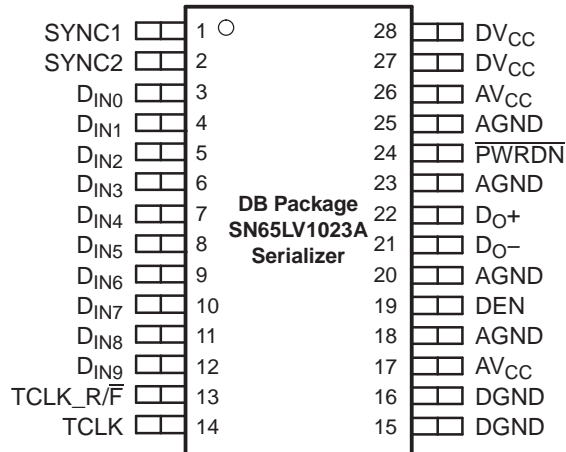 SYNC1 1 28 DVCC
SYNC2 2 27 DVCC
DIN0 3 26 AVCC
DIN1 4 25 AGND
DIN2 5 24 P̅W̅R̅D̅N̅
DIN3 6 23 AGND
DIN4 7 DB Package 22 DO+
DIN5 8 SN65LV1023A 21 DO−
DIN6 9 Serializer 20 AGND
DIN7 10 19 DEN
DIN8 11 18 AGND
DIN9 12 17 AVCC
TCLK_R/F̅ 13 16 DGND
TCLK 14 15 DGND